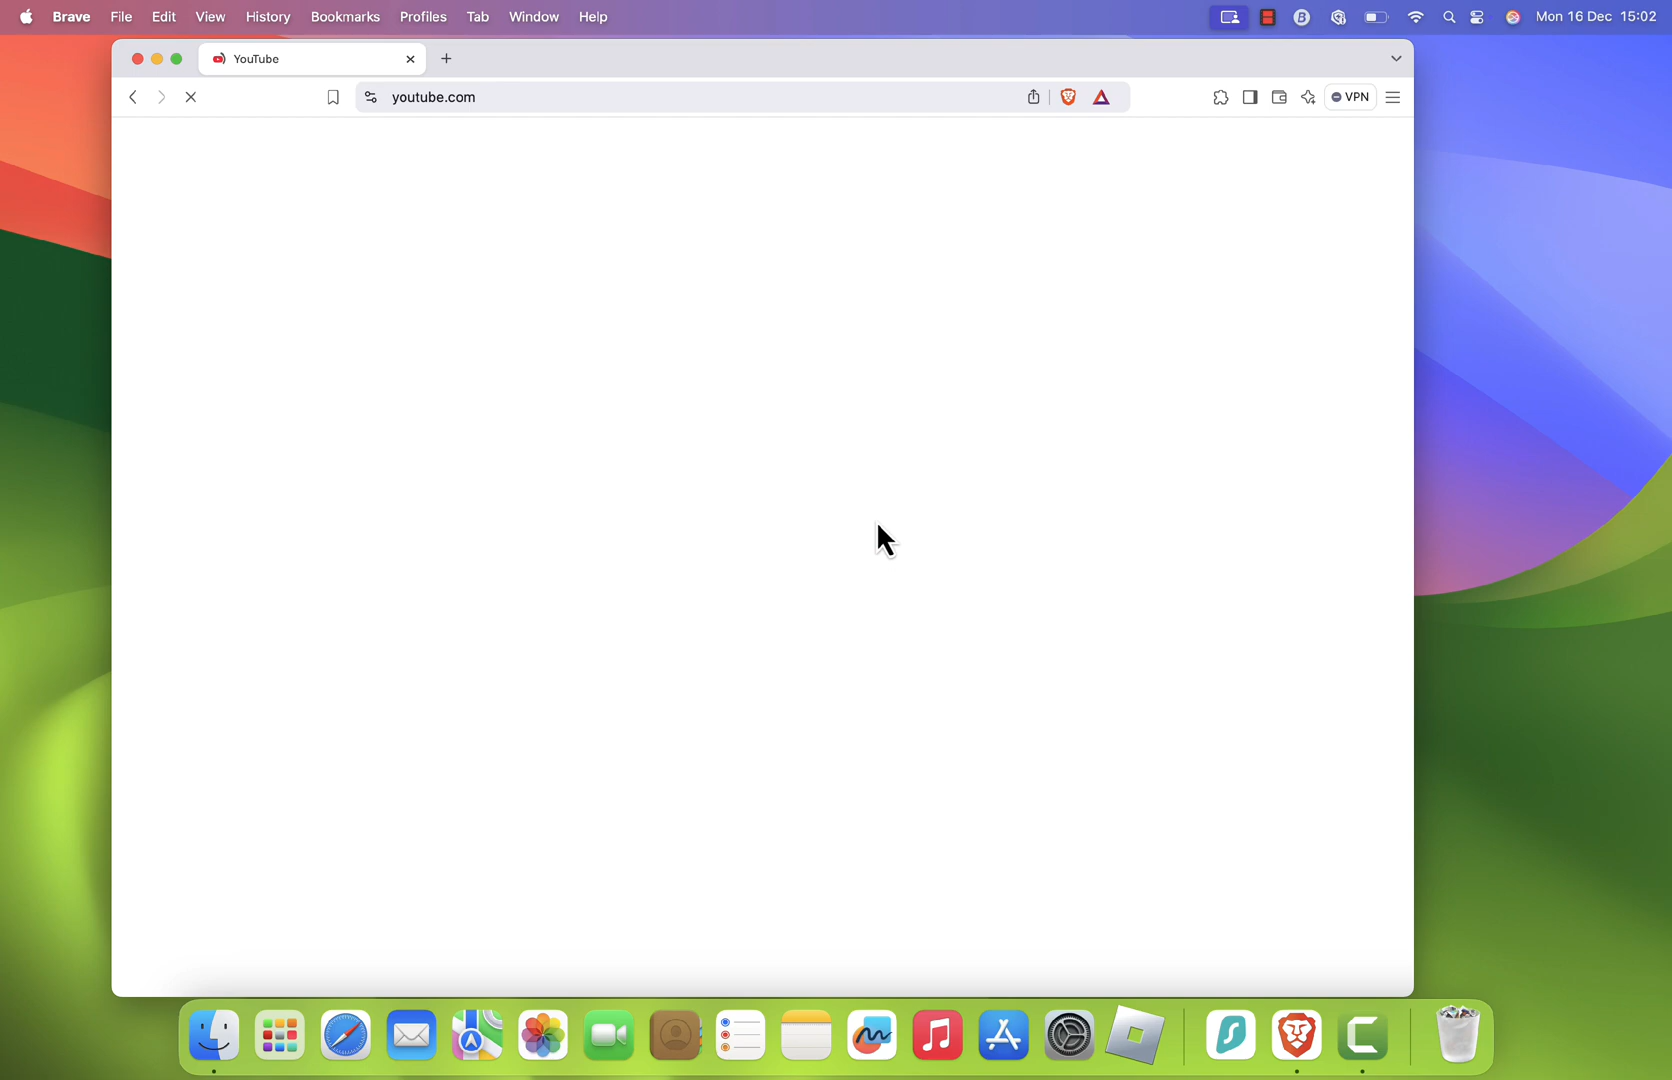 Brave File Edit View History Bookmarks Profiles Tab Window Help Mon 16 Dec 15:02
YouTube
youtube.com VPN